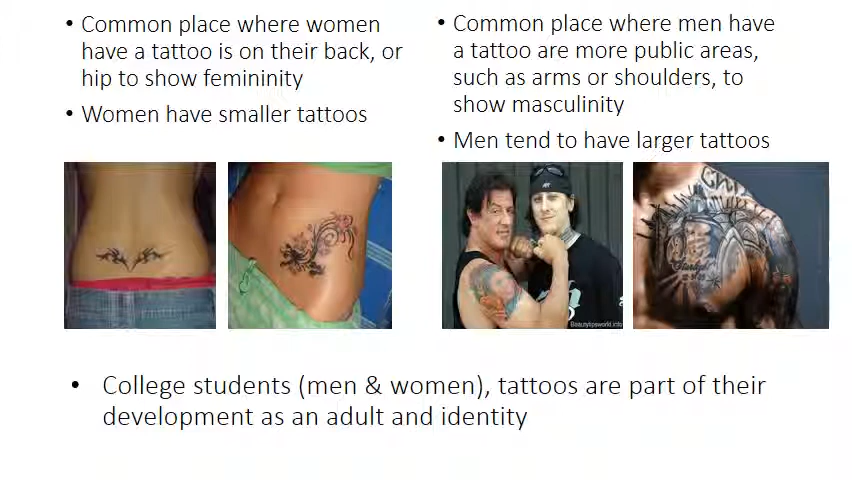 • Common place where women
have a tattoo is on their back, or
hip to show femininity
• Women have smaller tattoos
• Common place where men have
a tattoo are more public areas,
such as arms or shoulders, to
show masculinity
• Men tend to have larger tattoos
Beautytipsworld.info
• College students (men & women), tattoos are part of their
development as an adult and identity